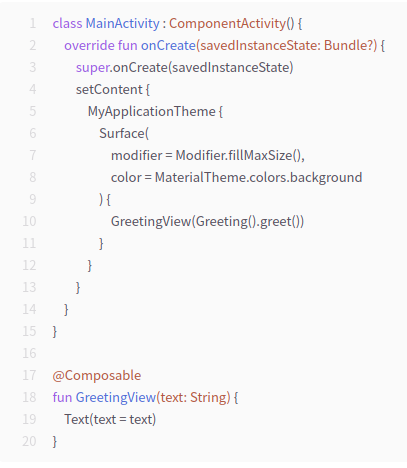 1 class MainActivity : ComponentActivity() {
2 override fun onCreate(savedInstanceState: Bundle?) {
3 super.onCreate(savedInstanceState)
4 setContent {
5 MyApplicationTheme {
6 Surface(
7 modifier = Modifier.fillMaxSize(),
8 color = MaterialTheme.colors.background
9 ) {
10 GreetingView(Greeting().greet())
11 }
12 }
13 }
14 }
15 }
16
17 @Composable
18 fun GreetingView(text: String) {
19 Text(text = text)
20 }